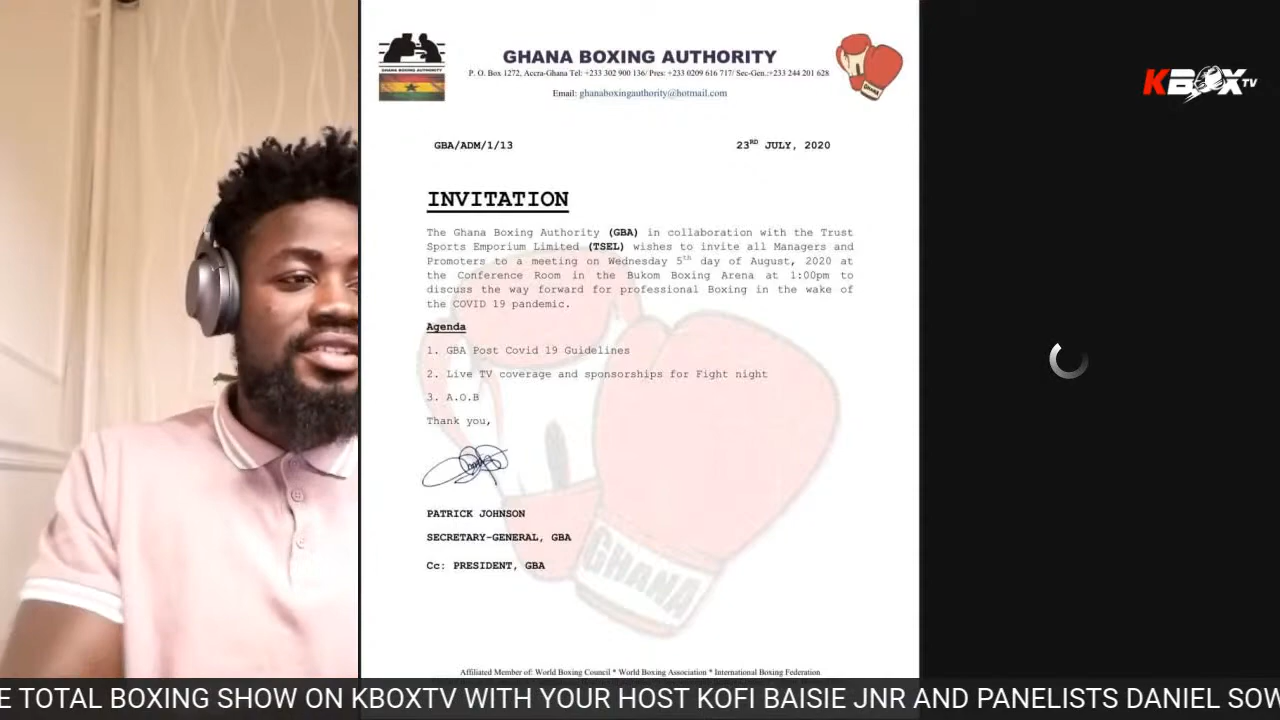 GHANA BOXING AUTHORITY
P. O. Box 1272, Accra-Ghana Tel: +233 302 900 136/ Pres: +233 0209 616 717/ Sec-Gen.:+233 244 201 628
Email: ghanaboxingauthority@hotmail.com
GHANA BOXING AUTHORITY
GHANA
KBOX TV
GBA/ADM/1/13 23RD JULY, 2020
INVITATION
The Ghana Boxing Authority (GBA) in collaboration with the Trust
Sports Emporium Limited (TSEL) wishes to invite all Managers and
Promoters to a meeting on Wednesday 5th day of August, 2020 at
the Conference Room in the Bukom Boxing Arena at 1:00pm to
discuss the way forward for professional Boxing in the wake of
the COVID 19 pandemic.
Agenda
1. GBA Post Covid 19 Guidelines
2. Live TV coverage and sponsorships for Fight night
3. A.O.B
Thank you,
PATRICK JOHNSON
SECRETARY-GENERAL, GBA
Cc: PRESIDENT, GBA
GHANA
Affiliated Member of: World Boxing Council * World Boxing Association * International Boxing Federation
E TOTAL BOXING SHOW ON KBOXTV WITH YOUR HOST KOFI BAISIE JNR AND PANELISTS DANIEL SOW